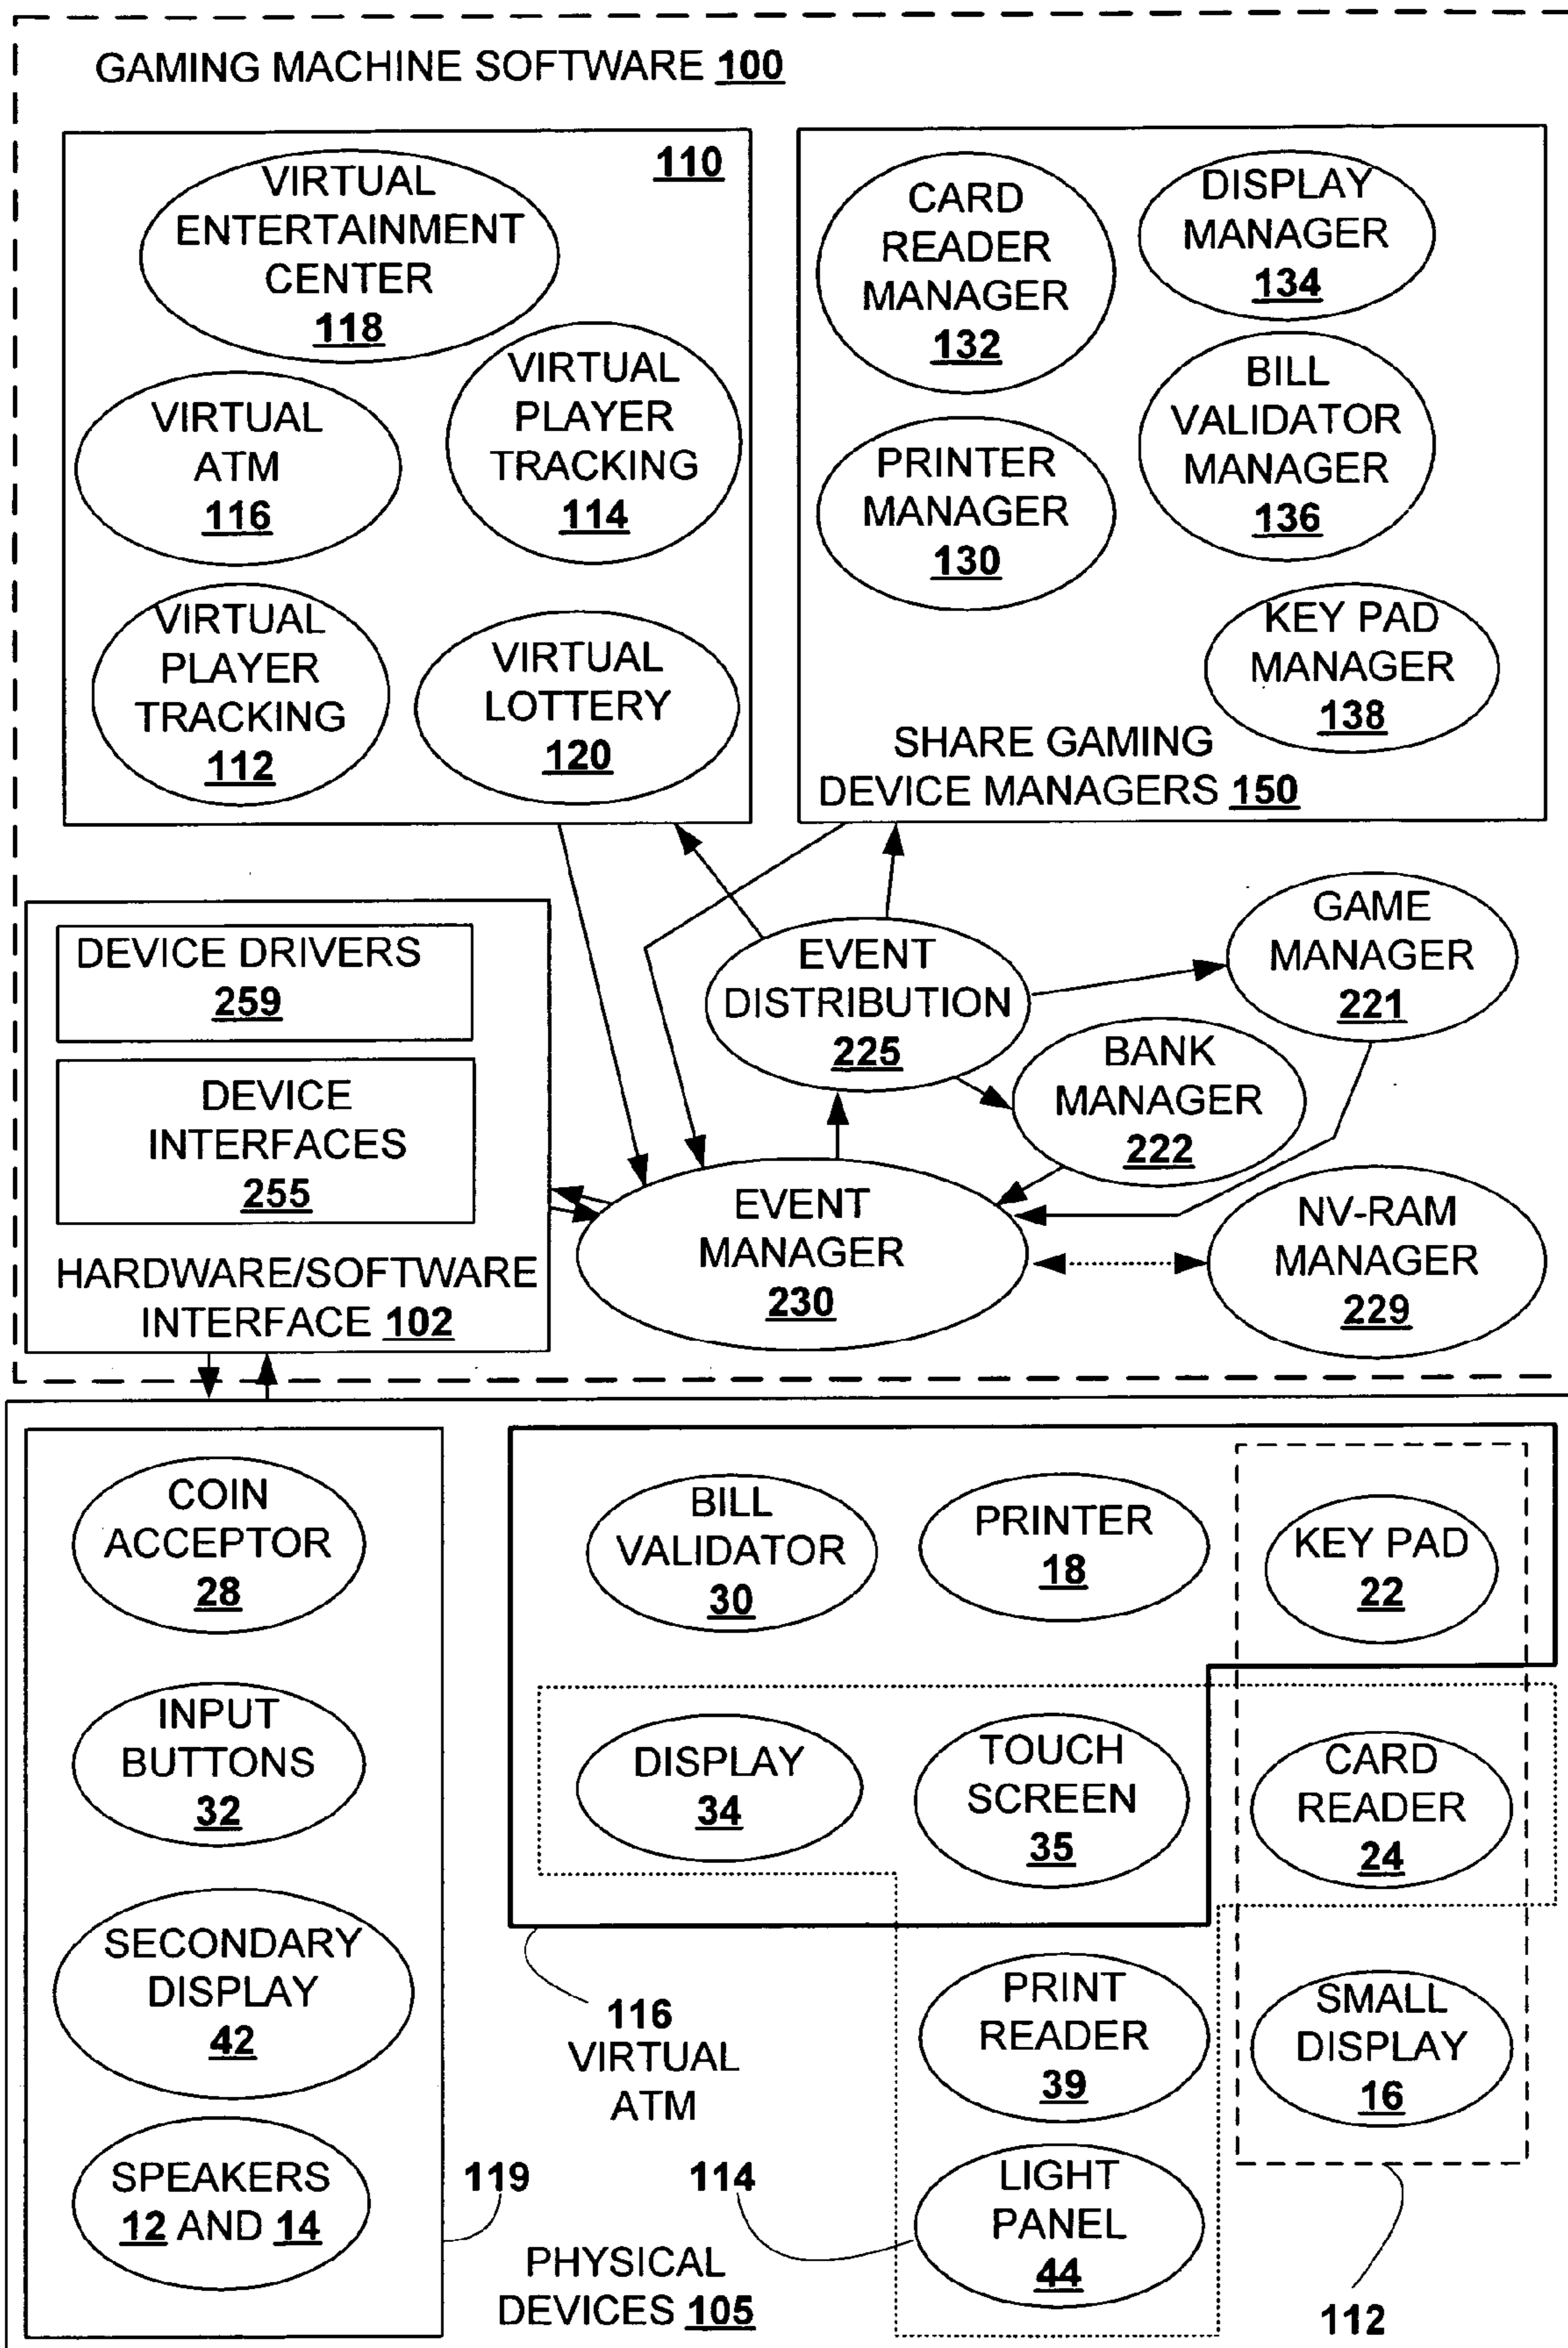 GAMING MACHINE SOFTWARE 100
110
VIRTUAL
ENTERTAINMENT
CENTER
118
VIRTUAL
ATM
116
VIRTUAL
PLAYER
TRACKING
114
VIRTUAL
PLAYER
TRACKING
112
VIRTUAL
LOTTERY
120
CARD
READER
MANAGER
132
DISPLAY
MANAGER
134
PRINTER
MANAGER
130
BILL
VALIDATOR
MANAGER
136
KEY PAD
MANAGER
138
SHARE GAMING
DEVICE MANAGERS 150
DEVICE DRIVERS
259
DEVICE
INTERFACES
255
HARDWARE/SOFTWARE
INTERFACE 102
EVENT
DISTRIBUTION
225
GAME
MANAGER
221
BANK
MANAGER
222
EVENT
MANAGER
230
NV-RAM
MANAGER
229
COIN
ACCEPTOR
28
INPUT
BUTTONS
32
SECONDARY
DISPLAY
42
SPEAKERS
12 AND 14
119
BILL
VALIDATOR
30
PRINTER
18
KEY PAD
22
DISPLAY
34
TOUCH
SCREEN
35
CARD
READER
24
116
VIRTUAL
ATM
PRINT
READER
39
SMALL
DISPLAY
16
114
LIGHT
PANEL
44
112
PHYSICAL
DEVICES 105